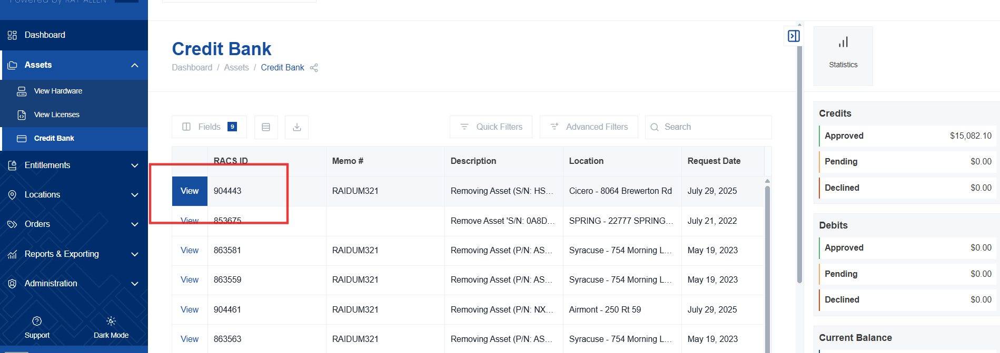 Powered by RAY ALLEN
Dashboard
Assets
View Hardware
View Licenses
Credit Bank
Entitlements
Locations
Orders
Reports & Exporting
Administration
Support
Dark Mode
Credit Bank
Dashboard / Assets / Credit Bank
Fields 9
Quick Filters
Advanced Filters
Search
RACS ID Memo # Description Location Request Date
View 904443 RAIDUM321 Removing Asset (S/N: HS... Cicero - 8064 Brewerton Rd July 29, 2025
View 853675 Remove Asset 'S/N: 0A8D... SPRING - 22777 SPRING... July 21, 2022
View 863581 RAIDUM321 Removing Asset (P/N: AS... Syracuse - 754 Morning L... May 19, 2023
View 863559 RAIDUM321 Removing Asset (P/N: AS... Syracuse - 754 Morning L... May 19, 2023
View 904461 RAIDUM321 Removing Asset (P/N: NX... Airmont - 250 Rt 59 July 29, 2025
View 863563 RAIDUM321 Removing Asset (P/N: AS... Syracuse - 754 Morning L... May 19, 2023
Statistics
Credits
Approved $15,082.10
Pending $0.00
Declined $0.00
Debits
Approved $0.00
Pending $0.00
Declined $0.00
Current Balance